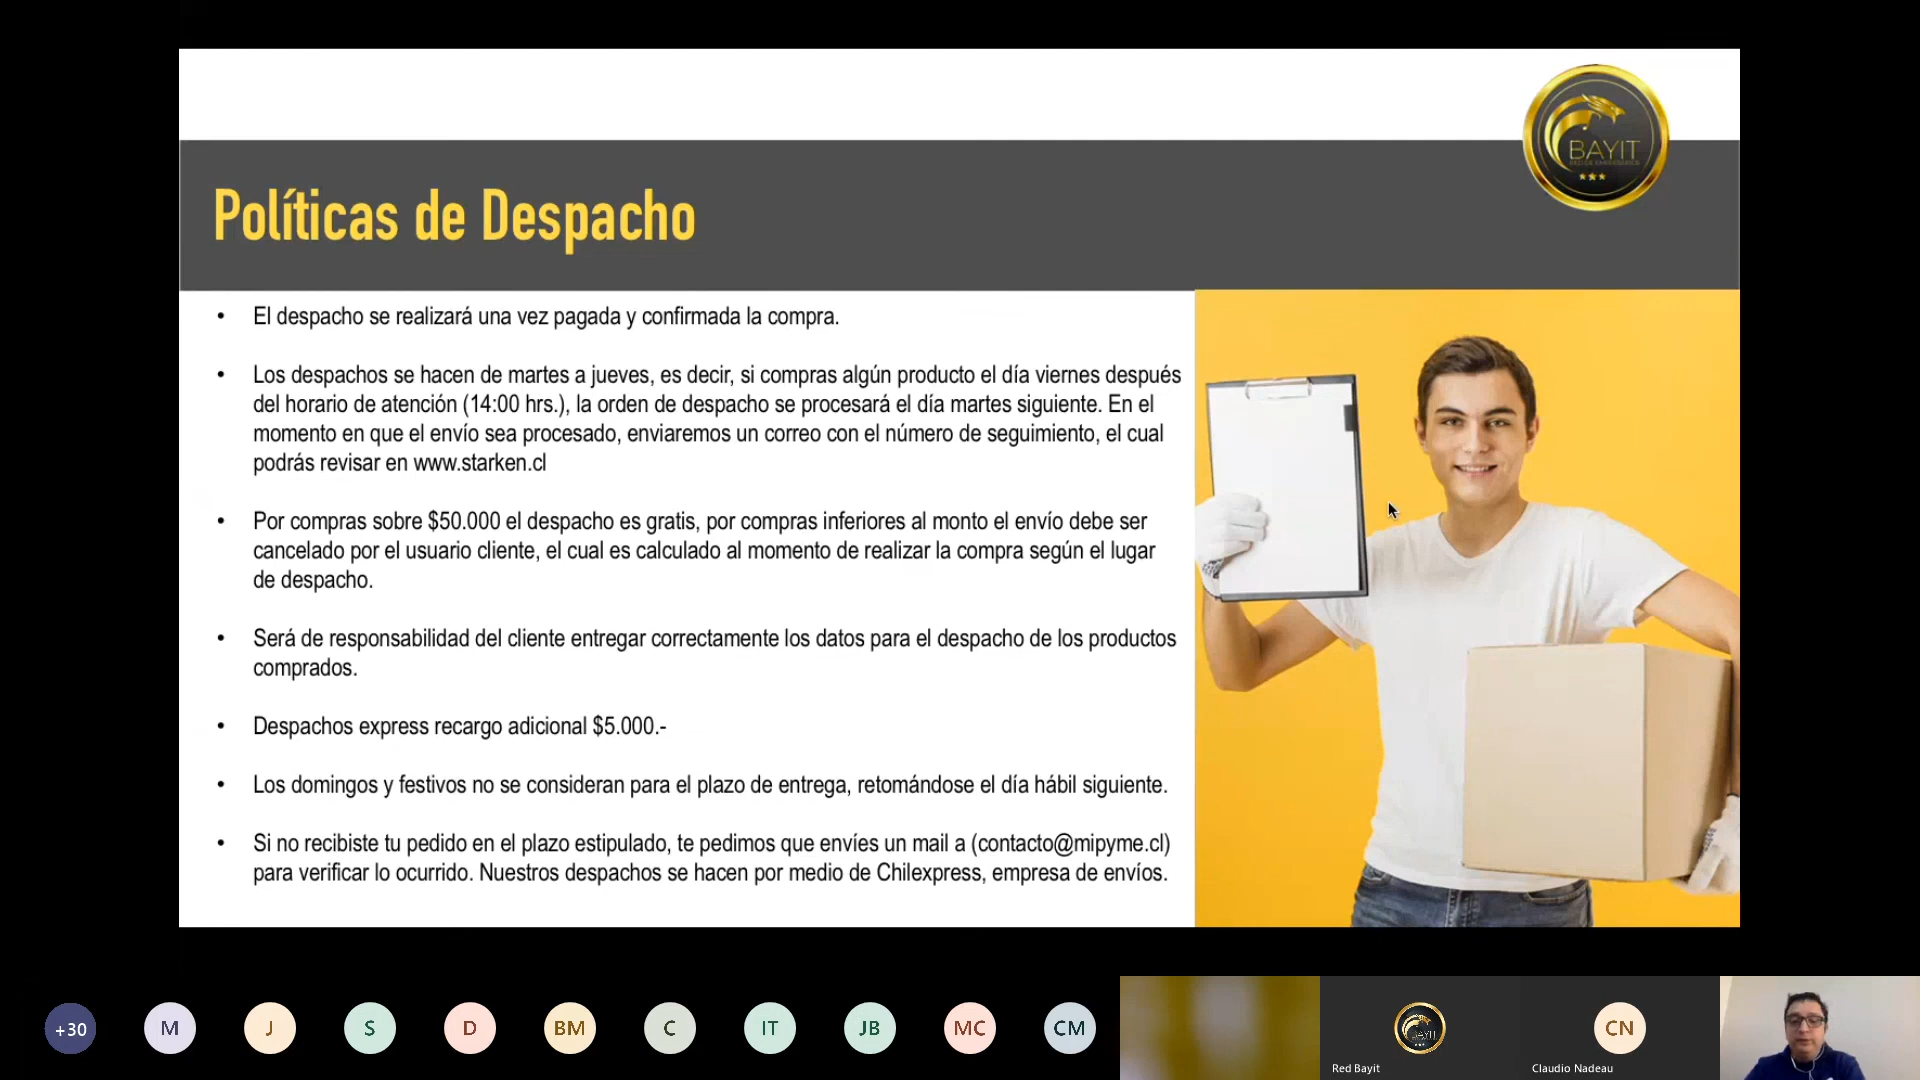 BAYIT
Políticas de Despacho
• El despacho se realizará una vez pagada y confirmada la compra.
• Los despachos se hacen de martes a jueves, es decir, si compras algún producto el día viernes después
del horario de atención (14:00 hrs.), la orden de despacho se procesará el día martes siguiente. En el
momento en que el envío sea procesado, enviaremos un correo con el número de seguimiento, el cual
podrás revisar en www.starken.cl
• Por compras sobre $50.000 el despacho es gratis, por compras inferiores al monto el envío debe ser
cancelado por el usuario cliente, el cual es calculado al momento de realizar la compra según el lugar
de despacho.
• Será de responsabilidad del cliente entregar correctamente los datos para el despacho de los productos
comprados.
• Despachos express recargo adicional $5.000.-
• Los domingos y festivos no se consideran para el plazo de entrega, retomándose el día hábil siguiente.
• Si no recibiste tu pedido en el plazo estipulado, te pedimos que envíes un mail a (contacto@mipyme.cl)
para verificar lo ocurrido. Nuestros despachos se hacen por medio de Chilexpress, empresa de envíos.
+30 M J S D BM C IT JB MC CM BAYIT CN
Red Bayit Claudio Nadeau